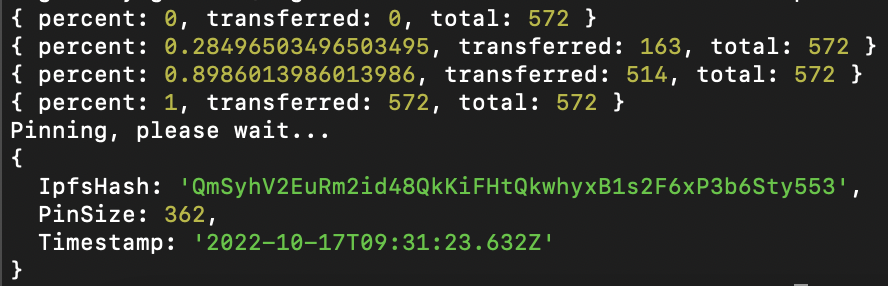 { percent: 0, transferred: 0, total: 572 }
{ percent: 0.28496503496503495, transferred: 163, total: 572 }
{ percent: 0.8986013986013986, transferred: 514, total: 572 }
{ percent: 1, transferred: 572, total: 572 }
Pinning, please wait...
{
  IpfsHash: 'QmSyhV2EuRm2id48QkKiFHtQkwhyxB1s2F6xP3b6Sty553',
  PinSize: 362,
  Timestamp: '2022-10-17T09:31:23.632Z'
}